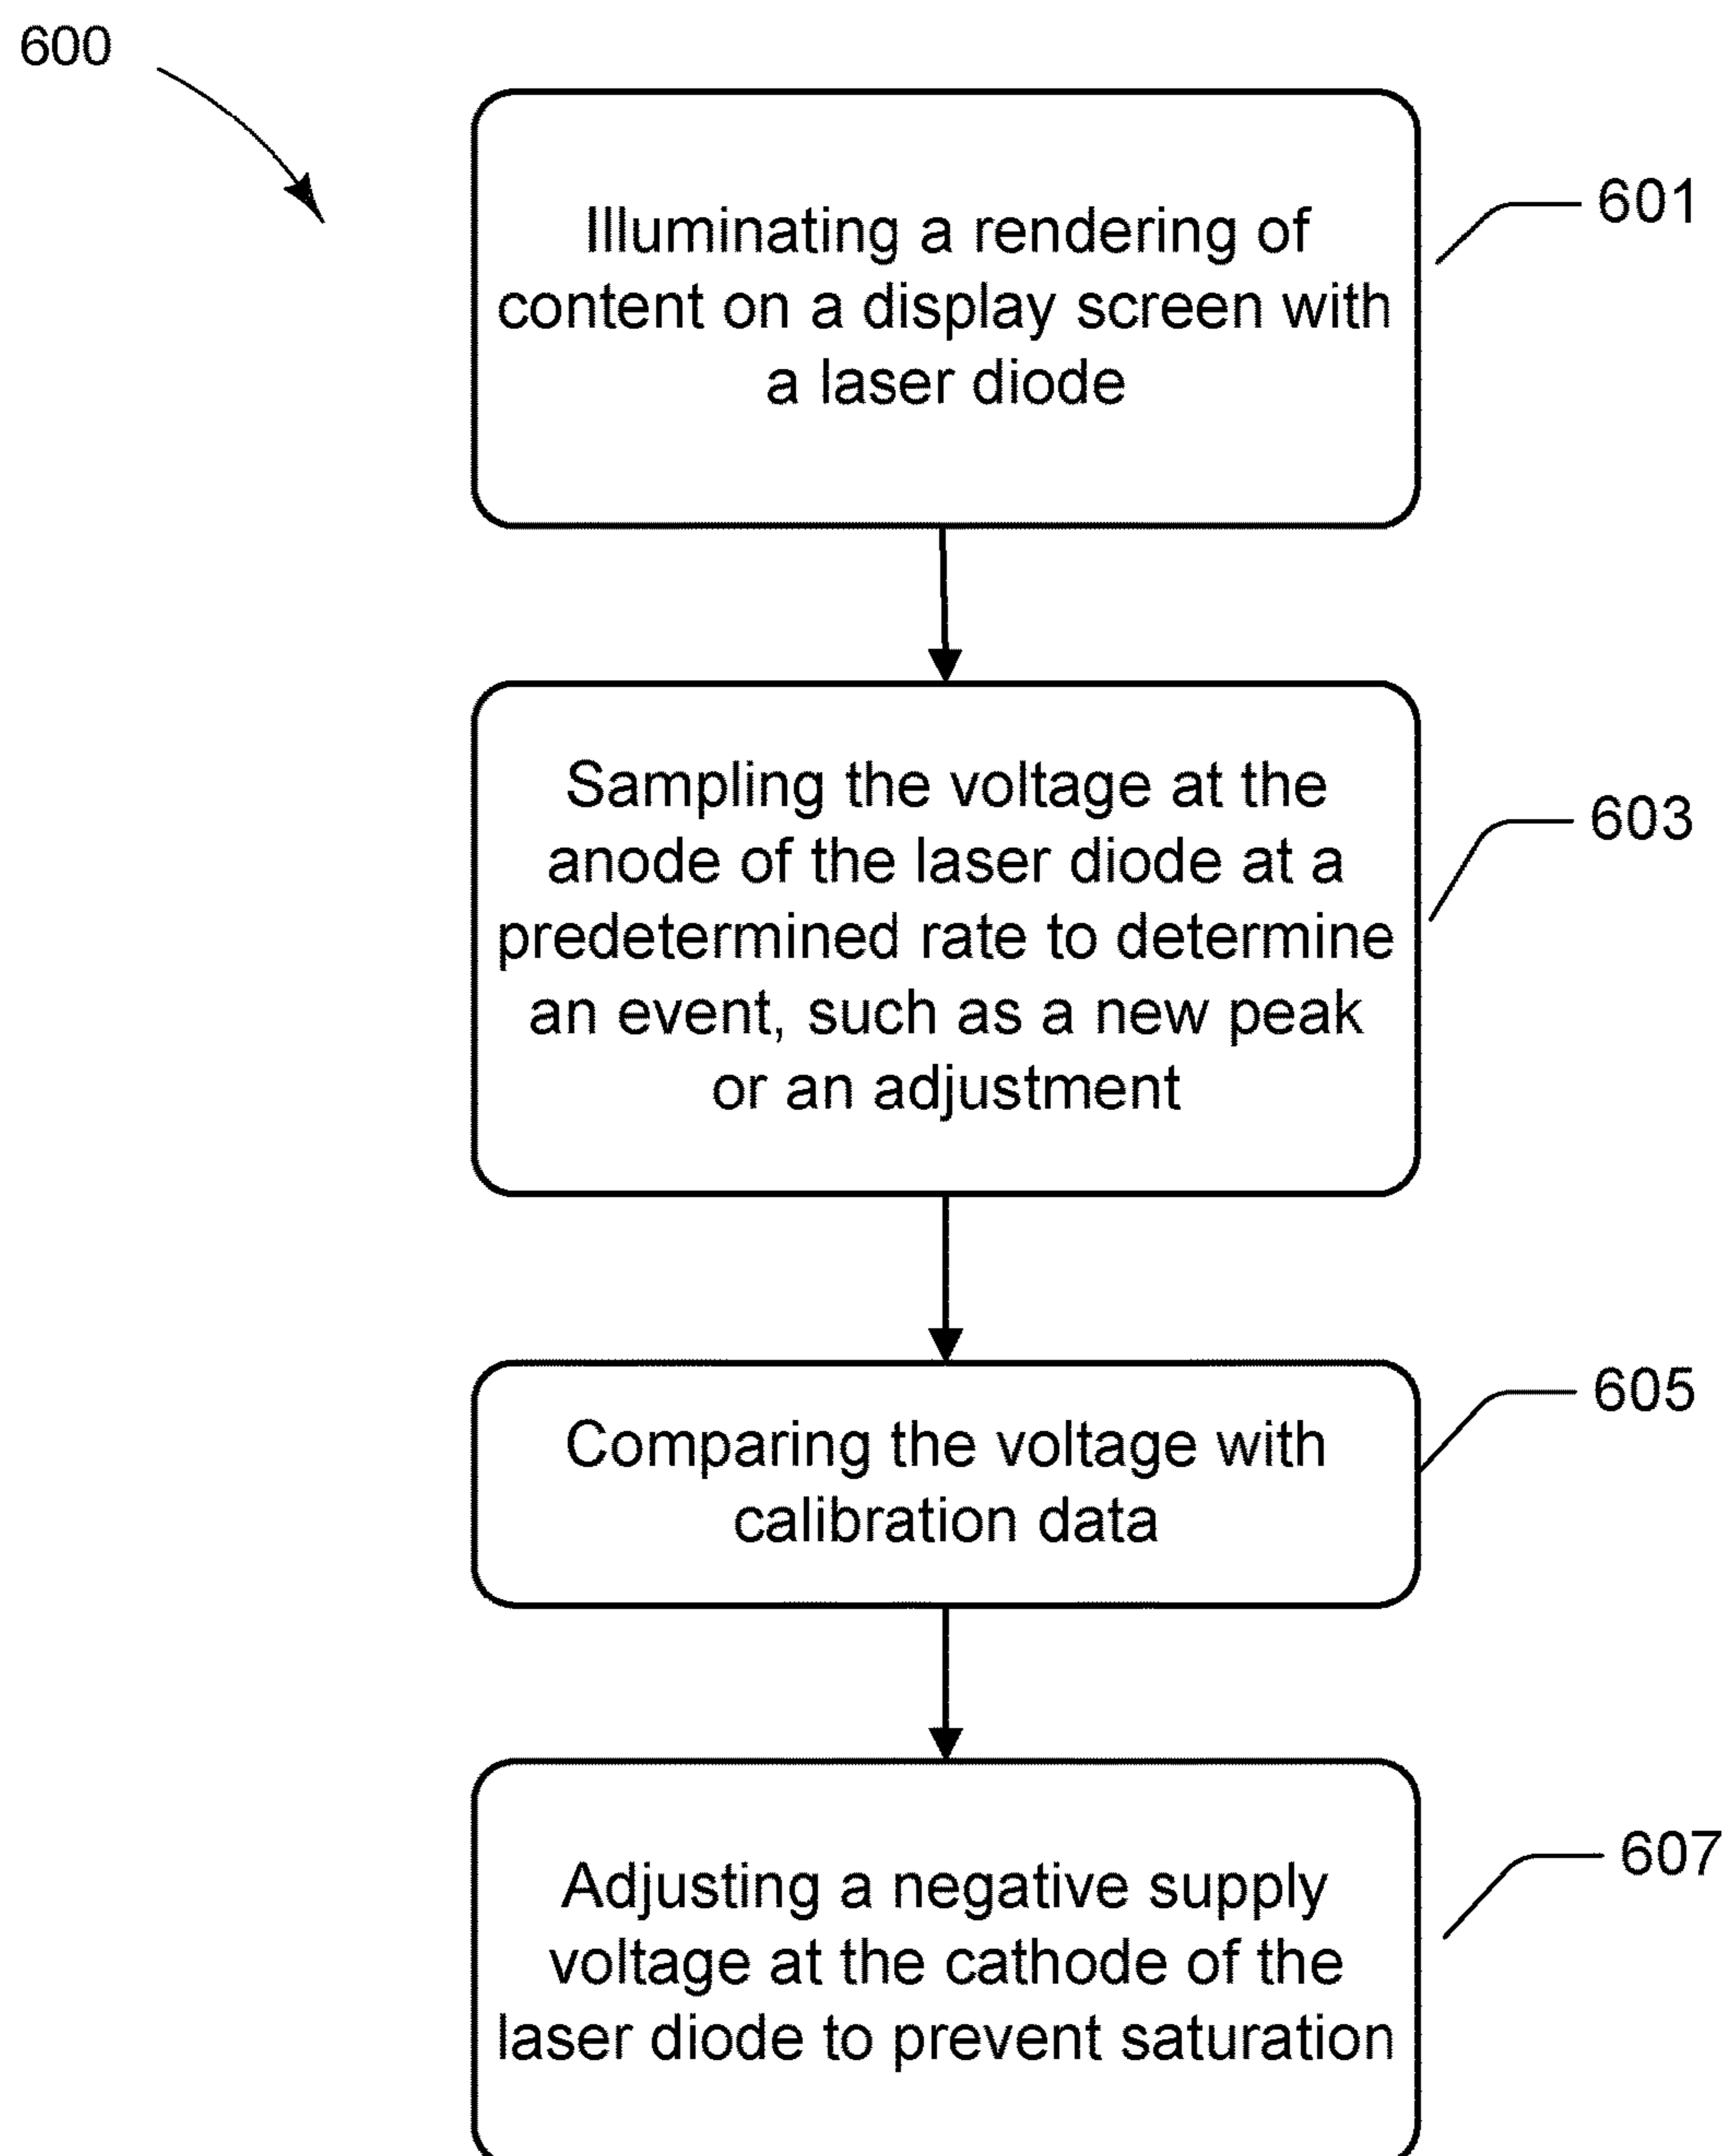 600
Illuminating a rendering of
content on a display screen with
a laser diode
601
Sampling the voltage at the
anode of the laser diode at a
predetermined rate to determine
an event, such as a new peak
or an adjustment
603
Comparing the voltage with
calibration data
605
Adjusting a negative supply
voltage at the cathode of the
laser diode to prevent saturation
607